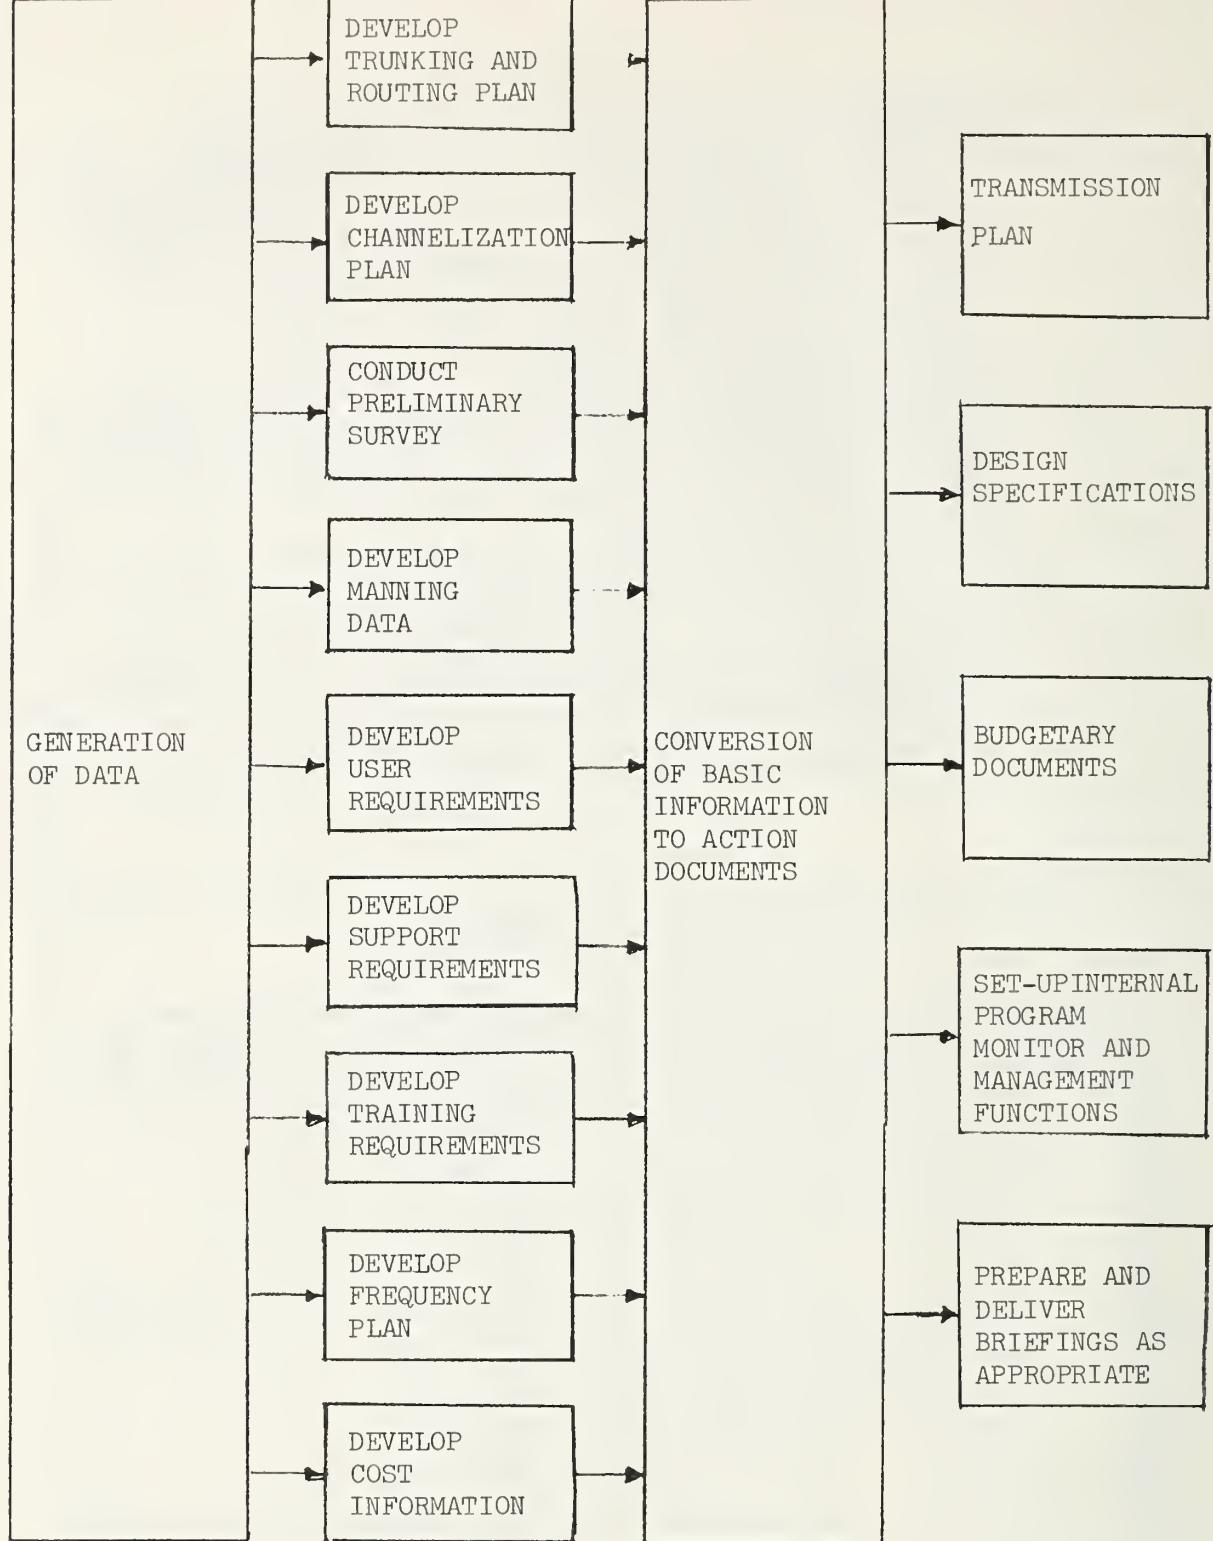 GENERATION
OF DATA
DEVELOP
TRUNKING AND
ROUTING PLAN
DEVELOP
CHANNELIZATION
PLAN
CONDUCT
PRELIMINARY
SURVEY
DEVELOP
MANNING
DATA
DEVELOP
USER
REQUIREMENTS
DEVELOP
SUPPORT
REQUIREMENTS
DEVELOP
TRAINING
REQUIREMENTS
DEVELOP
FREQUENCY
PLAN
DEVELOP
COST
INFORMATION
CONVERSION
OF BASIC
INFORMATION
TO ACTION
DOCUMENTS
TRANSMISSION
PLAN
DESIGN
SPECIFICATIONS
BUDGETARY
DOCUMENTS
SET-UPINTERNAL
PROGRAM
MONITOR AND
MANAGEMENT
FUNCTIONS
PREPARE AND
DELIVER
BRIEFINGS AS
APPROPRIATE